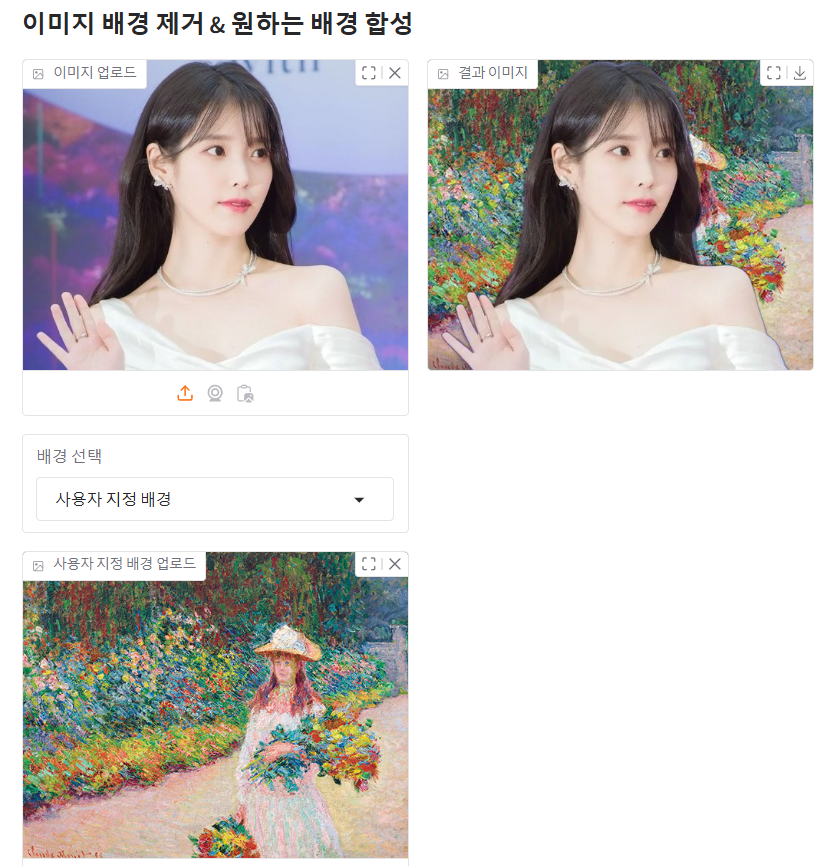 이미지 배경 제거 & 원하는 배경 합성
이미지 업로드
결과 이미지
배경 선택
사용자 지정 배경
사용자 지정 배경 업로드